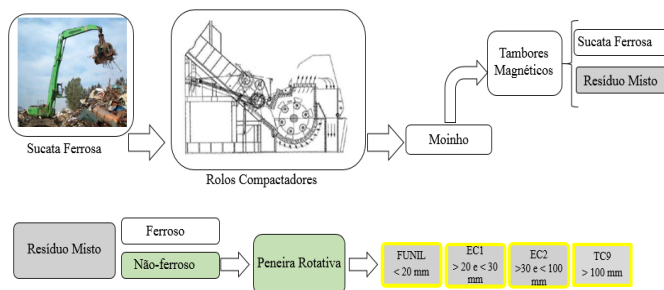 Sucata Ferrosa
Rolos Compactadores
Moinho
Tambores
Magnéticos
Sucata Ferrosa
Resíduo Misto
Resíduo Misto
Ferroso
Não-ferroso
Peneira Rotativa
FUNIL
< 20 mm
EC1
> 20 e < 30
mm
EC2
>30 e < 100
mm
TC9
> 100 mm